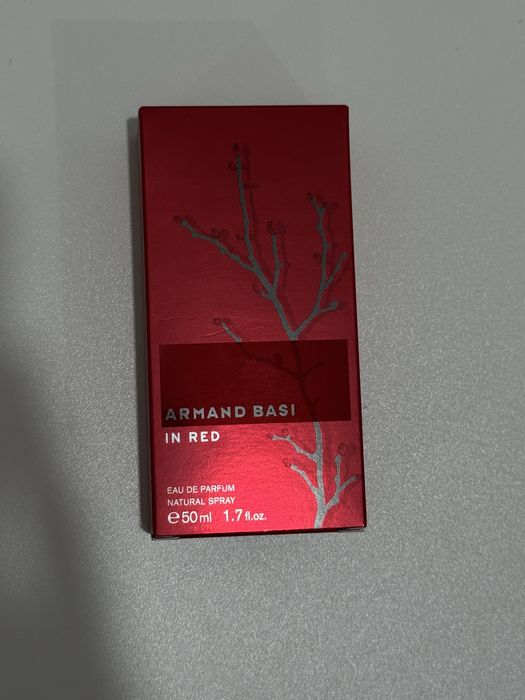 ARMAND BASI
IN RED
EAU DE PARFUM
NATURAL SPRAY
℮50ml 1.7 fl.oz.